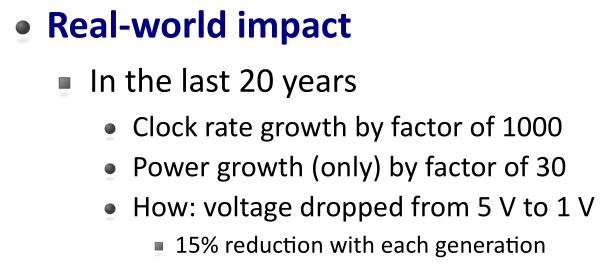 Real-world impact
In the last 20 years
Clock rate growth by factor of 1000
Power growth (only) by factor of 30
How: voltage dropped from 5 V to 1 V
15% reduction with each generation